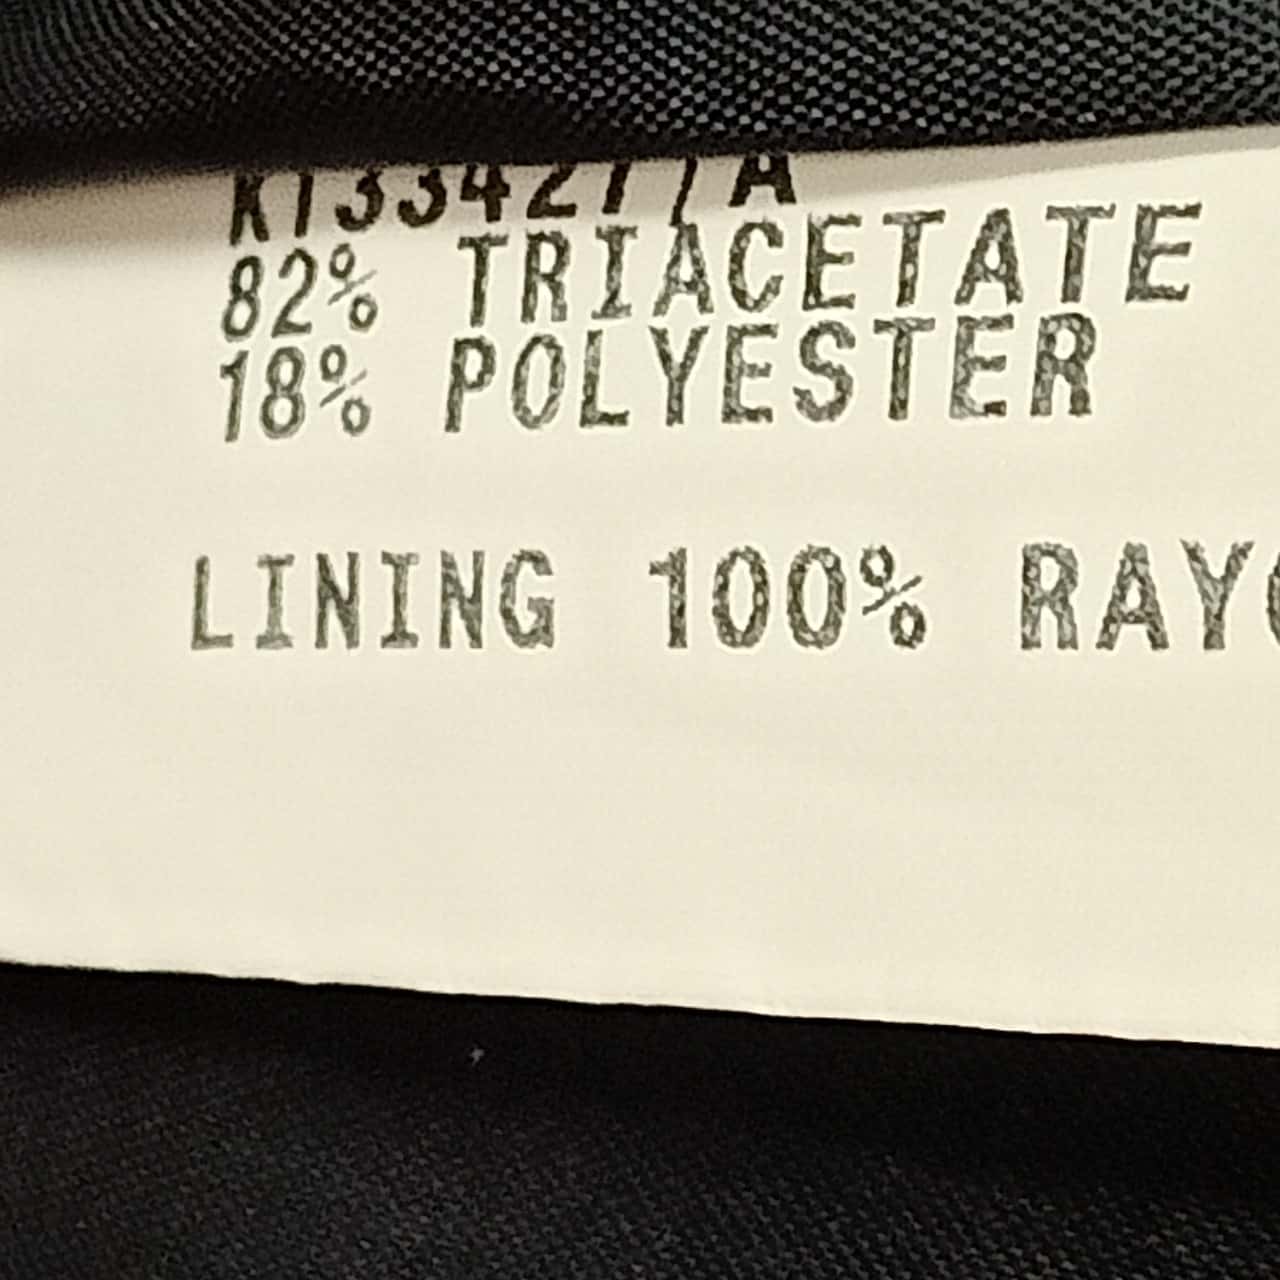 82% TRIACETATE
18% POLYESTER
LINING 100%